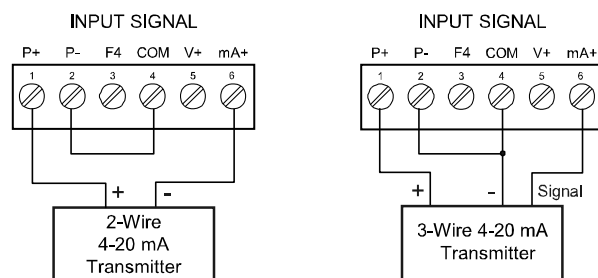 INPUT SIGNAL
P+ P- F4 COM V+ mA+
1 2 3 4 5 6
+ -
2-Wire
4-20 mA
Transmitter
INPUT SIGNAL
P+ P- F4 COM V+ mA+
1 2 3 4 5 6
+ - Signal
3-Wire 4-20 mA
Transmitter